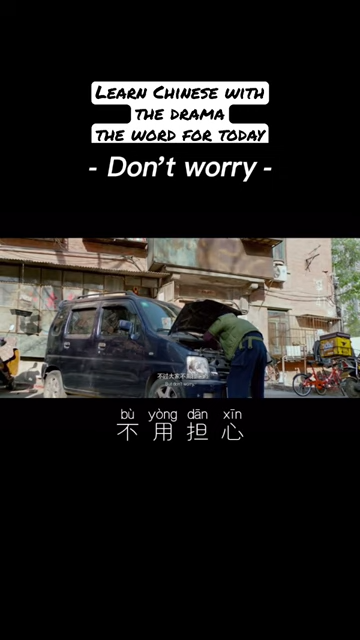 Learn Chinese with
the drama
the word for today
- Don't worry -
bù yòng dān xīn
不用担心